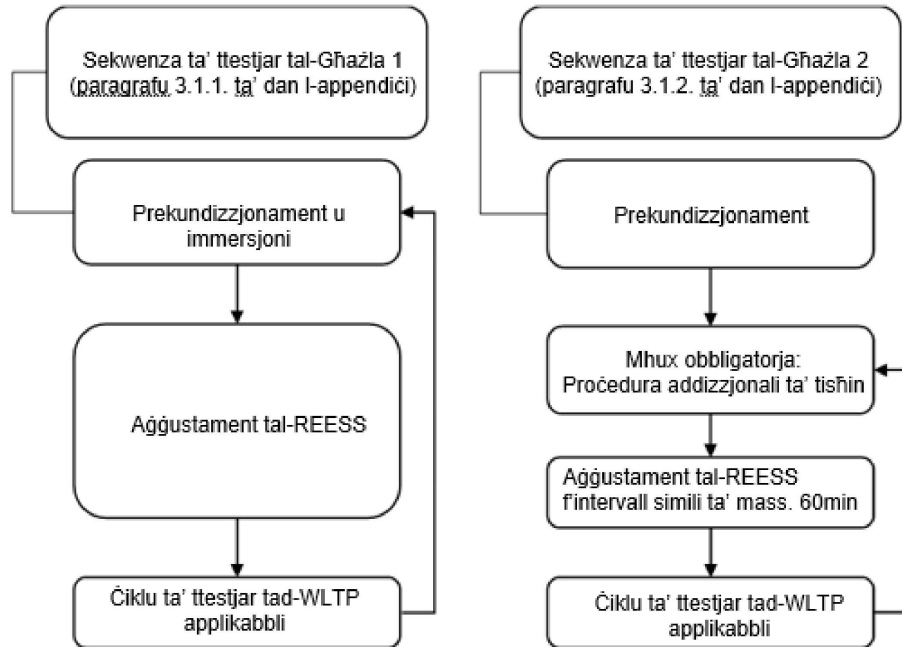 Sekwenza ta' ttestjar tal-Għażla 1
(paragrafu 3.1.1. ta' dan l-appendiċi)
Prekundizzjonament u
immersjoni
Aġġustament tal-REESS
Ċiklu ta' ttestjar tad-WLTP
applikabbli
Sekwenza ta' ttestjar tal-Għażla 2
(paragrafu 3.1.2. ta' dan l-appendiċi)
Prekundizzjonament
Mhux obbligatorja:
Proċedura addizzjonali ta' tisħin
Aġġustament tal-REESS
f'intervall simili ta' mass. 60min
Ċiklu ta' ttestjar tad-WLTP
applikabbli